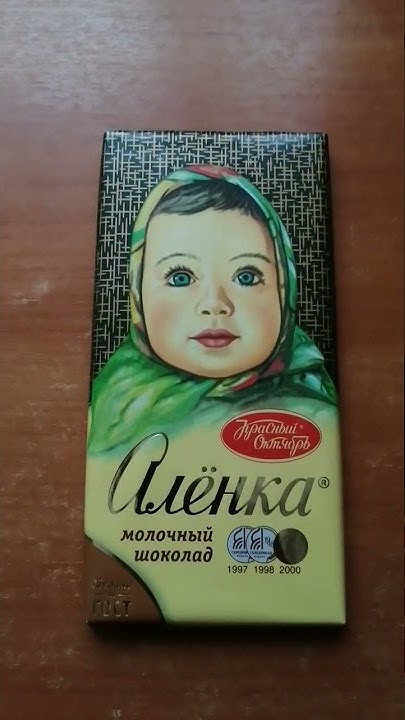 Красный
Октябрь
Алёнка®
молочный
шоколад
1997 1998 2000
ГОСТ